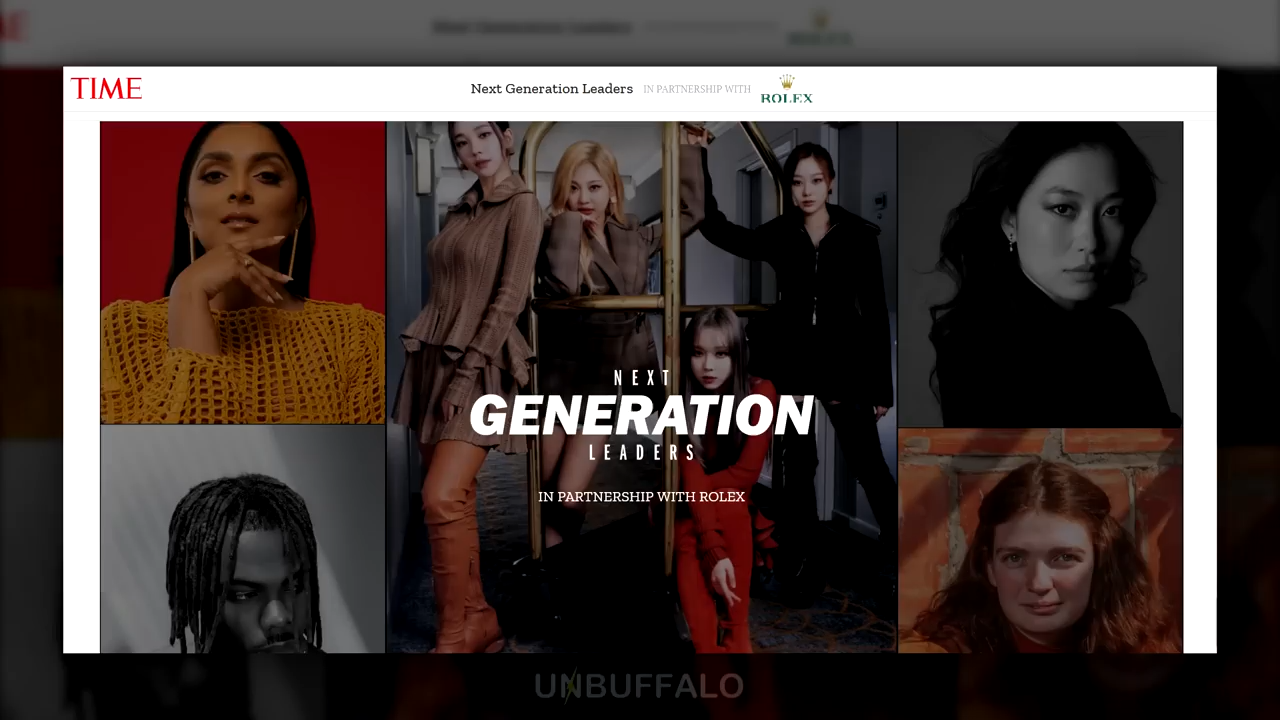 TIME
Next Generation Leaders IN PARTNERSHIP WITH ROLEX
NEXT
GENERATION
LEADERS
IN PARTNERSHIP WITH ROLEX
UNBUFFALO